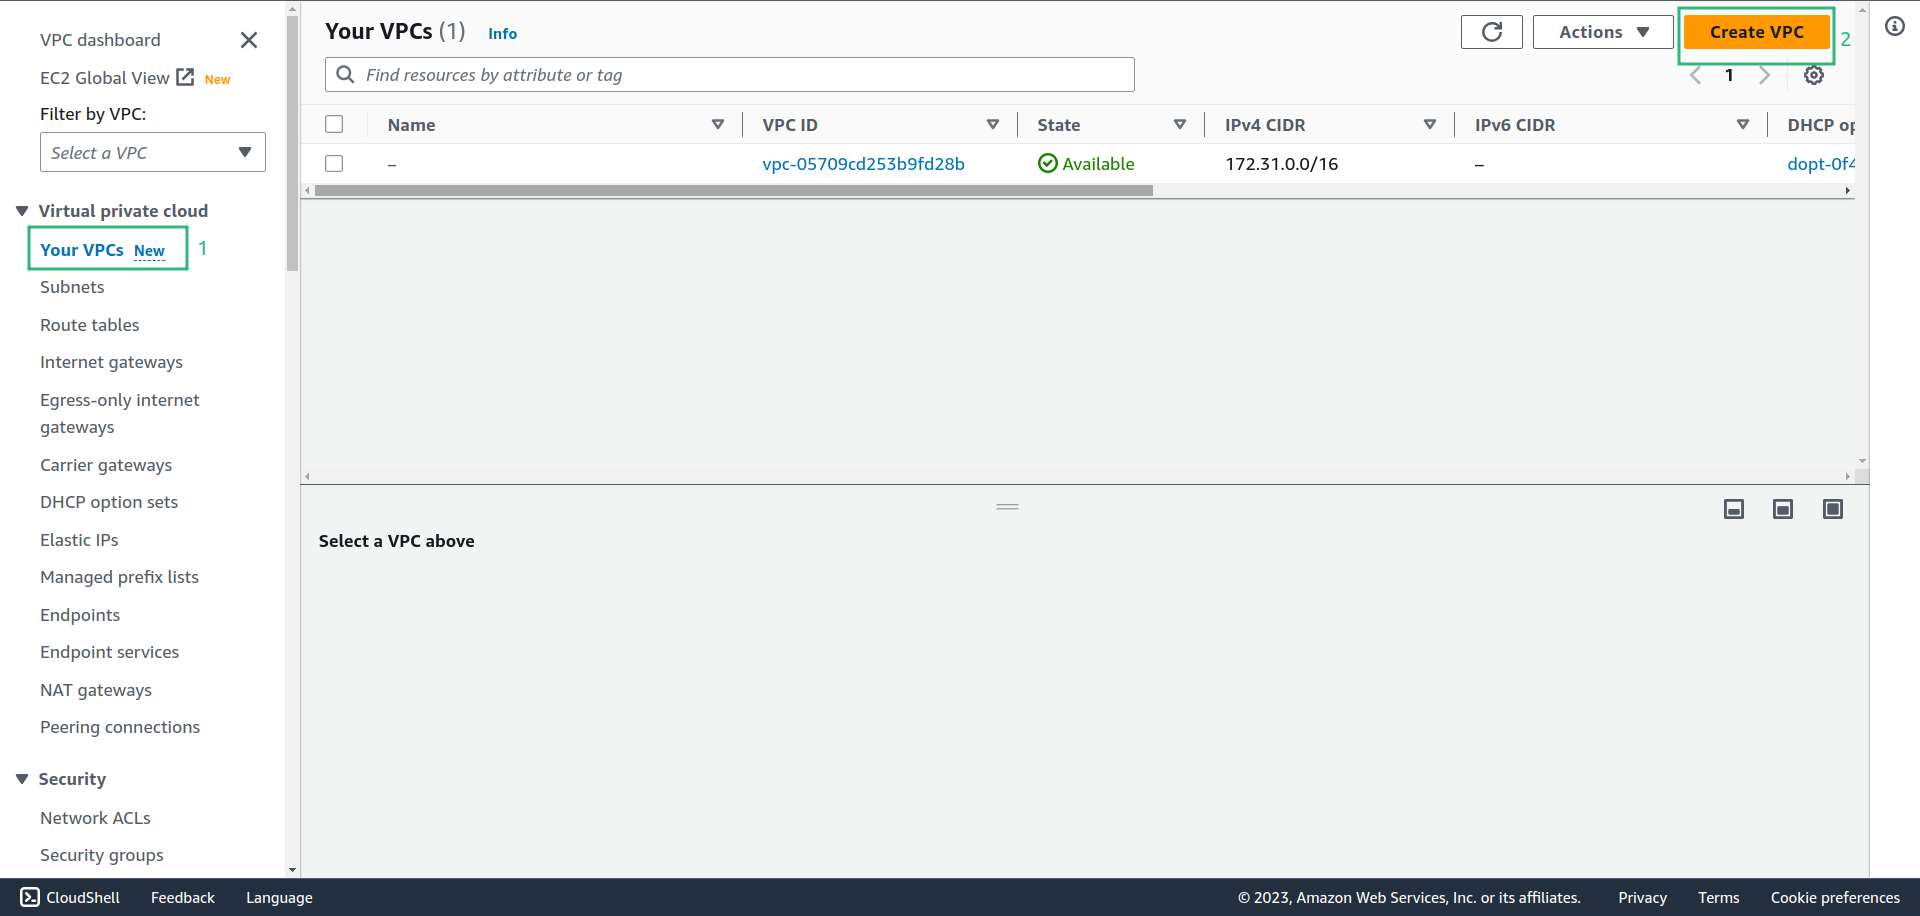 VPC dashboard
EC2 Global View New
Filter by VPC:
Select a VPC
Virtual private cloud
Your VPCs New 1
Subnets
Route tables
Internet gateways
Egress-only internet
gateways
Carrier gateways
DHCP option sets
Elastic IPs
Managed prefix lists
Endpoints
Endpoint services
NAT gateways
Peering connections
Security
Network ACLs
Security groups
Your VPCs (1) Info
Actions Create VPC 2
Find resources by attribute or tag
1
Name VPC ID State IPv4 CIDR IPv6 CIDR DHCP op
– vpc-05709cd253b9fd28b Available 172.31.0.0/16 – dopt-0f4
Select a VPC above
CloudShell Feedback Language © 2023, Amazon Web Services, Inc. or its affiliates. Privacy Terms Cookie preferences